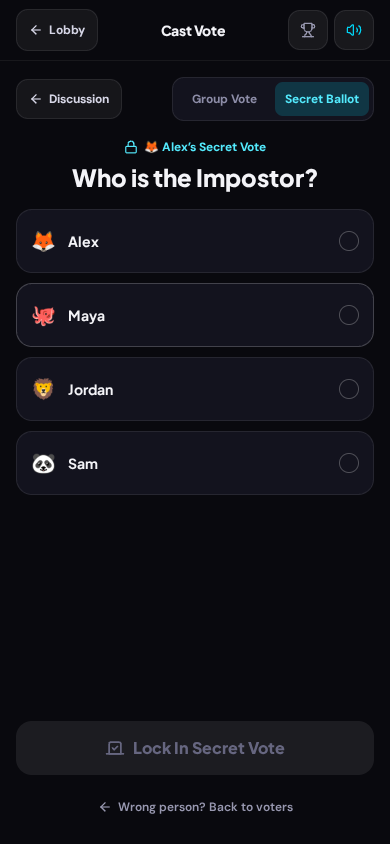 Lobby
Cast Vote
Discussion
Group Vote
Secret Ballot
Alex's Secret Vote
Who is the Impostor?
Alex
Maya
Jordan
Sam
Lock In Secret Vote
Wrong person? Back to voters